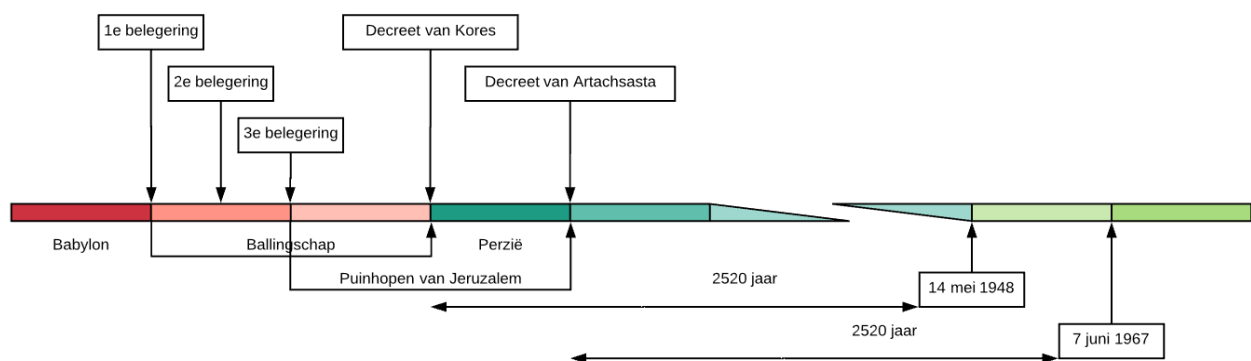 1e belegering
Decreet van Kores
2e belegering
Decreet van Artachsasta
3e belegering
Babylon
Ballingschap
Perzië
Puinhopen van Jeruzalem
2520 jaar
14 mei 1948
2520 jaar
7 juni 1967